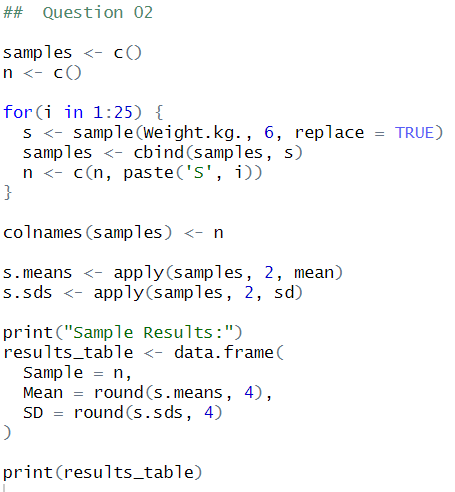 ##  Question 02
samples <- c()
n <- c()
for(i in 1:25) {
  s <- sample(Weight.kg., 6, replace = TRUE)
  samples <- cbind(samples, s)
  n <- c(n, paste('S', i))
}
colnames(samples) <- n
s.means <- apply(samples, 2, mean)
s.sds <- apply(samples, 2, sd)
print("Sample Results:")
results_table <- data.frame(
  Sample = n,
  Mean = round(s.means, 4),
  SD = round(s.sds, 4)
)
print(results_table)